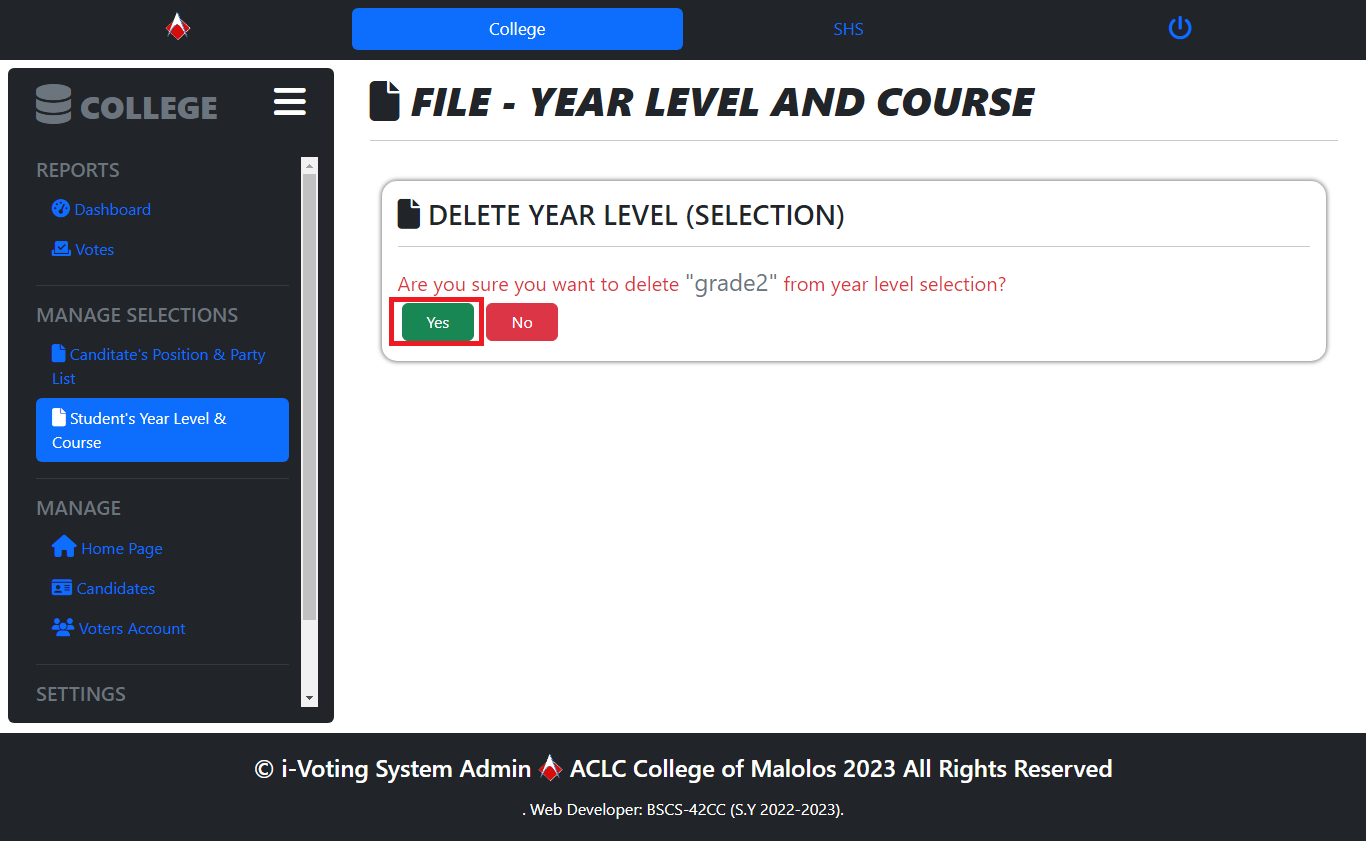 College
SHS
COLLEGE
REPORTS
Dashboard
Votes
MANAGE SELECTIONS
Canditate's Position & Party
List
Student's Year Level &
Course
MANAGE
Home Page
Candidates
Voters Account
SETTINGS
FILE - YEAR LEVEL AND COURSE
DELETE YEAR LEVEL (SELECTION)
Are you sure you want to delete "grade2" from year level selection?
Yes No
© i-Voting System Admin ACLC College of Malolos 2023 All Rights Reserved
. Web Developer: BSCS-42CC (S.Y 2022-2023).